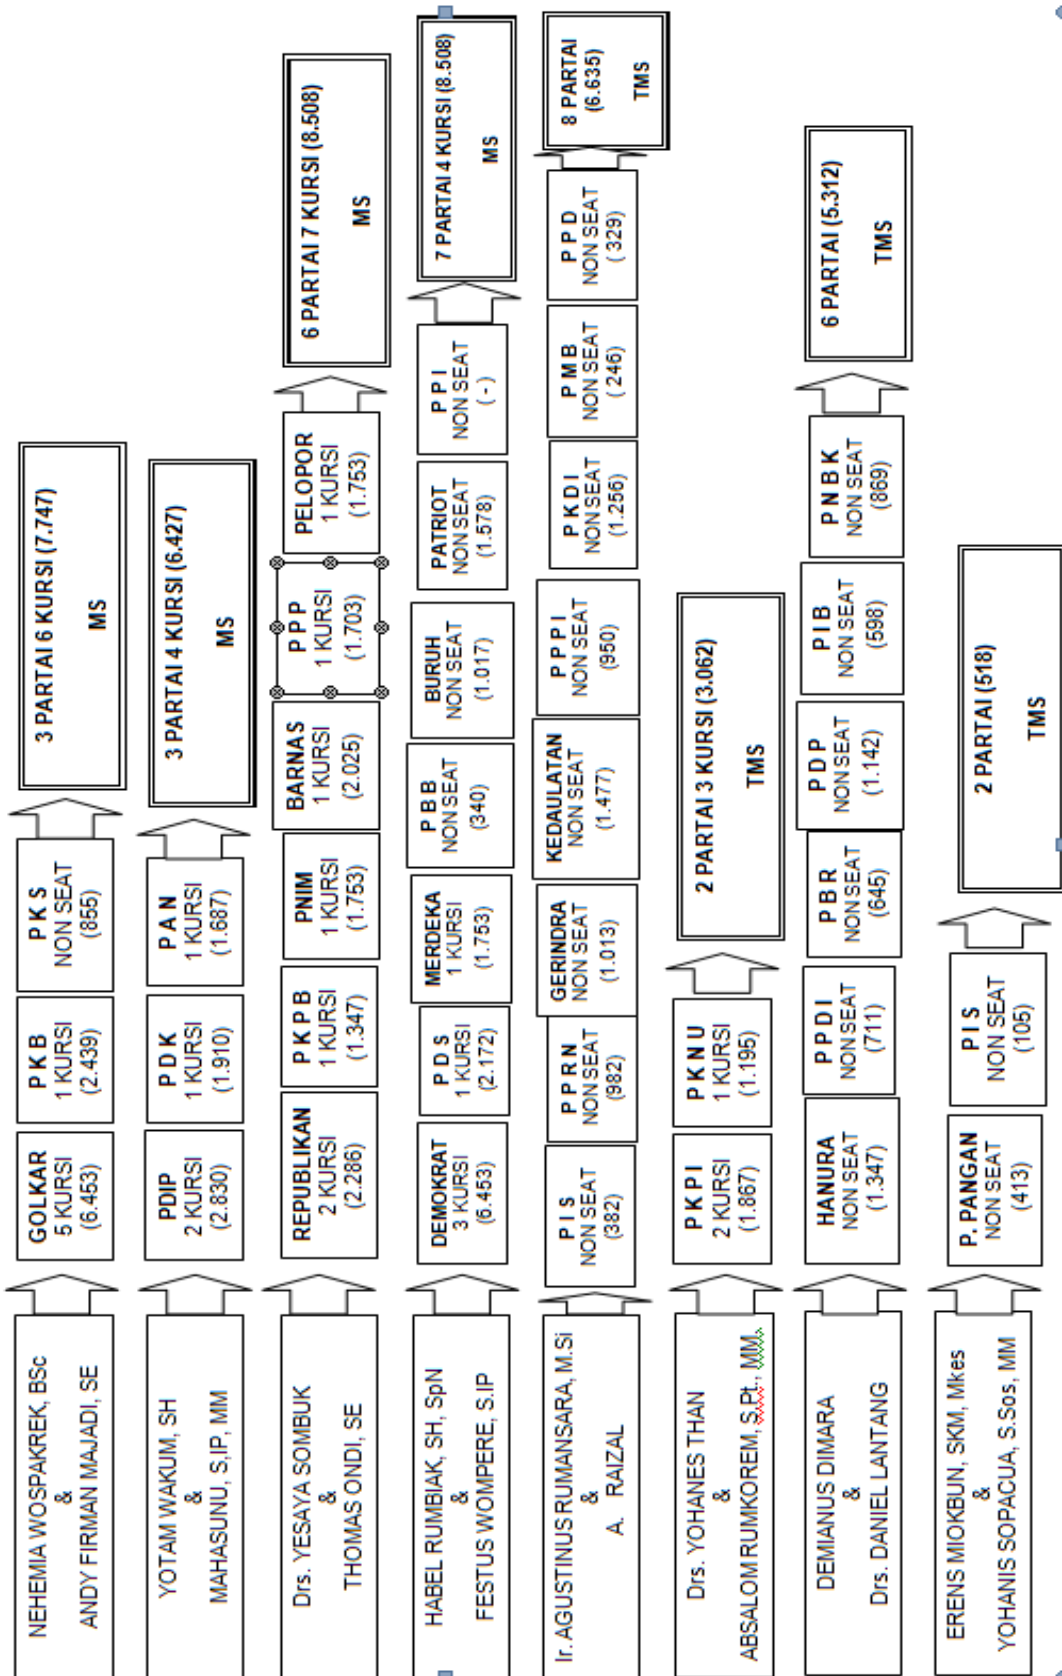 NEHEMIA WOSPAKREK, BSc
&
ANDY FIRMAN MAJADI, SE
GOLKAR
5 KURSI
(6.453)
P K B
1 KURSI
(2.439)
P K S
NON SEAT
(855)
3 PARTAI 6 KURSI (7.747)
MS
YOTAM WAKUM, SH
&
MAHASUNU, S,IP, MM
PDIP
2 KURSI
(2.830)
P D K
1 KURSI
(1.910)
P A N
1 KURSI
(1.687)
3 PARTAI 4 KURSI (6.427)
MS
Drs. YESAYA SOMBUK
&
THOMAS ONDI, SE
REPUBLIKAN
2 KURSI
(2.286)
P K P B
1 KURSI
(1.347)
PNIM
1 KURSI
(1.753)
BARNAS
1 KURSI
(2.025)
P P P
1 KURSI
(1.703)
PELOPOR
1 KURSI
(1.753)
6 PARTAI 7 KURSI (8.508)
MS
HABEL RUMBIAK, SH, SpN
&
FESTUS WOMPERE, S.IP
DEMOKRAT
3 KURSI
(6.453)
P D S
1 KURSI
(2.172)
MERDEKA
1 KURSI
(1.753)
P B B
NON SEAT
(340)
BURUH
NON SEAT
(1.017)
PATRIOT
NON SEAT
(1.578)
P P I
NON SEAT
( - )
7 PARTAI 4 KURSI (8.508)
MS
Ir. AGUSTINUS RUMANSARA, M.Si
&
A. RAIZAL
P I S
NON SEAT
(382)
P P R N
NON SEAT
(982)
GERINDRA
NON SEAT
(1.013)
KEDAULATAN
NON SEAT
(1.477)
P P P I
NON SEAT
(950)
P K D I
NON SEAT
(1.256)
P M B
NON SEAT
( 246)
P P D
NON SEAT
( 329)
8 PARTAI
(6.635)
TMS
Drs. YOHANES THAN
&
ABSALOM RUMKOREM, S.Pt., MM.
P K P I
2 KURSI
(1.867)
P K N U
1 KURSI
(1.195)
2 PARTAI 3 KURSI (3.062)
TMS
DEMIANUS DIMARA
&
Drs. DANIEL LANTANG
HANURA
NON SEAT
(1.347)
P P D I
NON SEAT
(711)
P B R
NON SEAT
(645)
P D P
NON SEAT
(1.142)
P I B
NON SEAT
(598)
P N B K
NON SEAT
(869)
6 PARTAI (5.312)
TMS
ERENS MIOKBUN, SKM, Mkes
&
YOHANIS SOPACUA, S.Sos, MM
P. PANGAN
NON SEAT
(413)
P I S
NON SEAT
(105)
2 PARTAI (518)
TMS